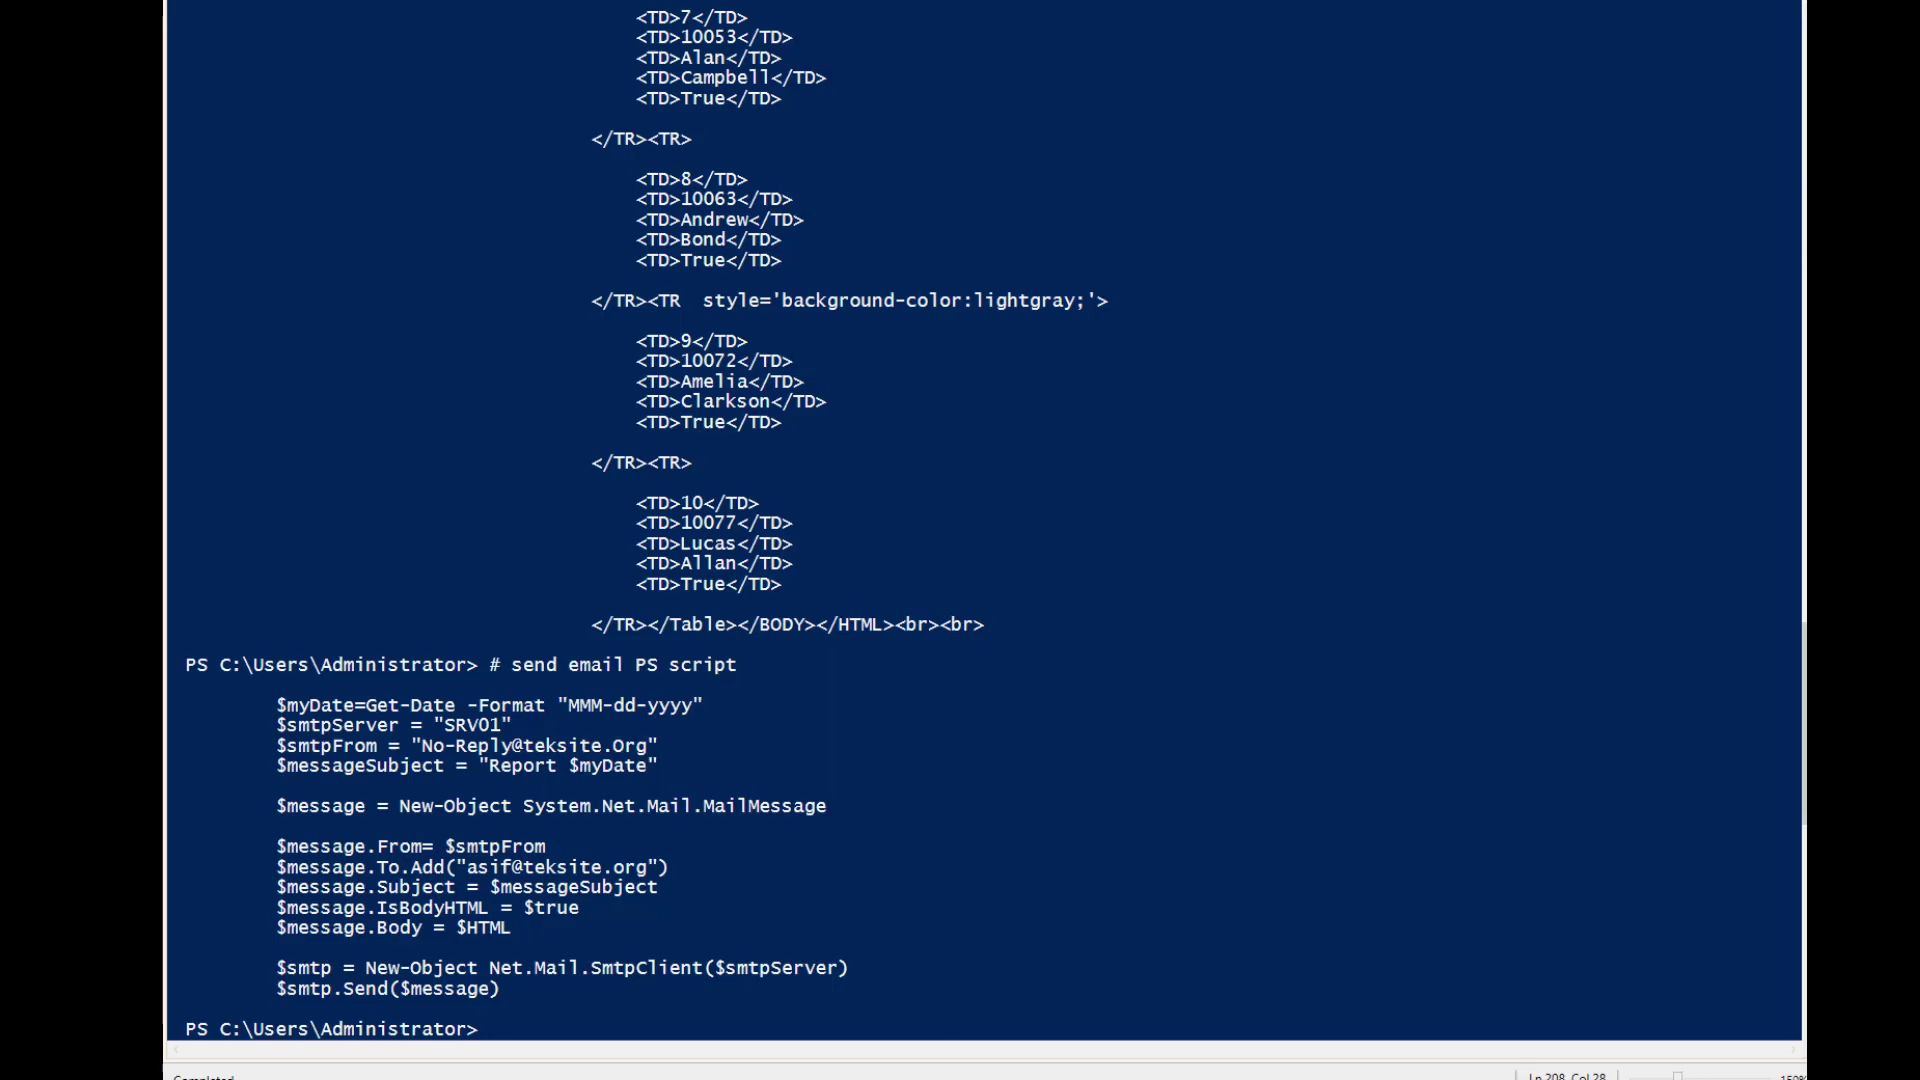 <TD>7</TD>
<TD>10053</TD>
<TD>Alan</TD>
<TD>Campbell</TD>
<TD>True</TD>
</TR><TR>
<TD>8</TD>
<TD>10063</TD>
<TD>Andrew</TD>
<TD>Bond</TD>
<TD>True</TD>
</TR><TR  style='background-color:lightgray;'>
<TD>9</TD>
<TD>10072</TD>
<TD>Amelia</TD>
<TD>Clarkson</TD>
<TD>True</TD>
</TR><TR>
<TD>10</TD>
<TD>10077</TD>
<TD>Lucas</TD>
<TD>Allan</TD>
<TD>True</TD>
</TR></Table></BODY></HTML><br><br>
PS C:\Users\Administrator> # send email PS script
$myDate=Get-Date -Format "MMM-dd-yyyy"
$smtpServer = "SRV01"
$smtpFrom = "No-Reply@teksite.Org"
$messageSubject = "Report $myDate"
$message = New-Object System.Net.Mail.MailMessage
$message.From= $smtpFrom
$message.To.Add("asif@teksite.org")
$message.Subject = $messageSubject
$message.IsBodyHTML = $true
$message.Body = $HTML
$smtp = New-Object Net.Mail.SmtpClient($smtpServer)
$smtp.Send($message)
PS C:\Users\Administrator>
Completed Ln 208 Col 28 150%